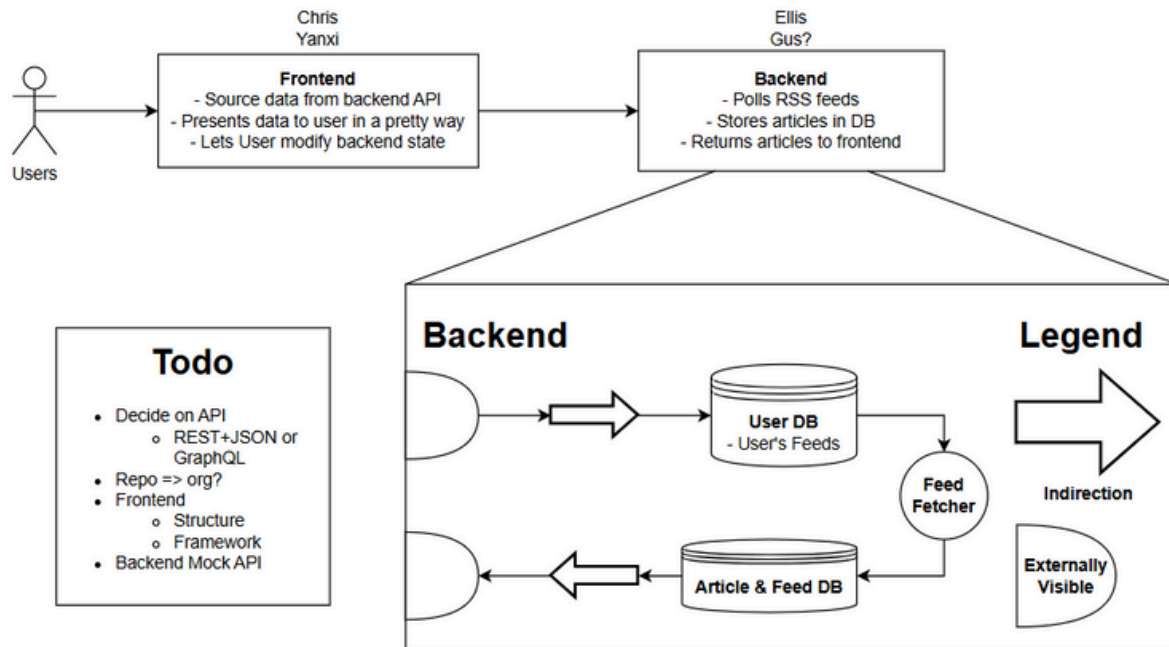 Chris
Yanxi
Ellis
Gus?
Users
Frontend
- Source data from backend API
- Presents data to user in a pretty way
- Lets User modify backend state
Backend
- Polls RSS feeds
- Stores articles in DB
- Returns articles to frontend
Todo
• Decide on API
o REST+JSON or
GraphQL
• Repo => org?
• Frontend
o Structure
o Framework
• Backend Mock API
Backend
User DB
- User's Feeds
Feed
Fetcher
Article & Feed DB
Legend
Indirection
Externally
Visible